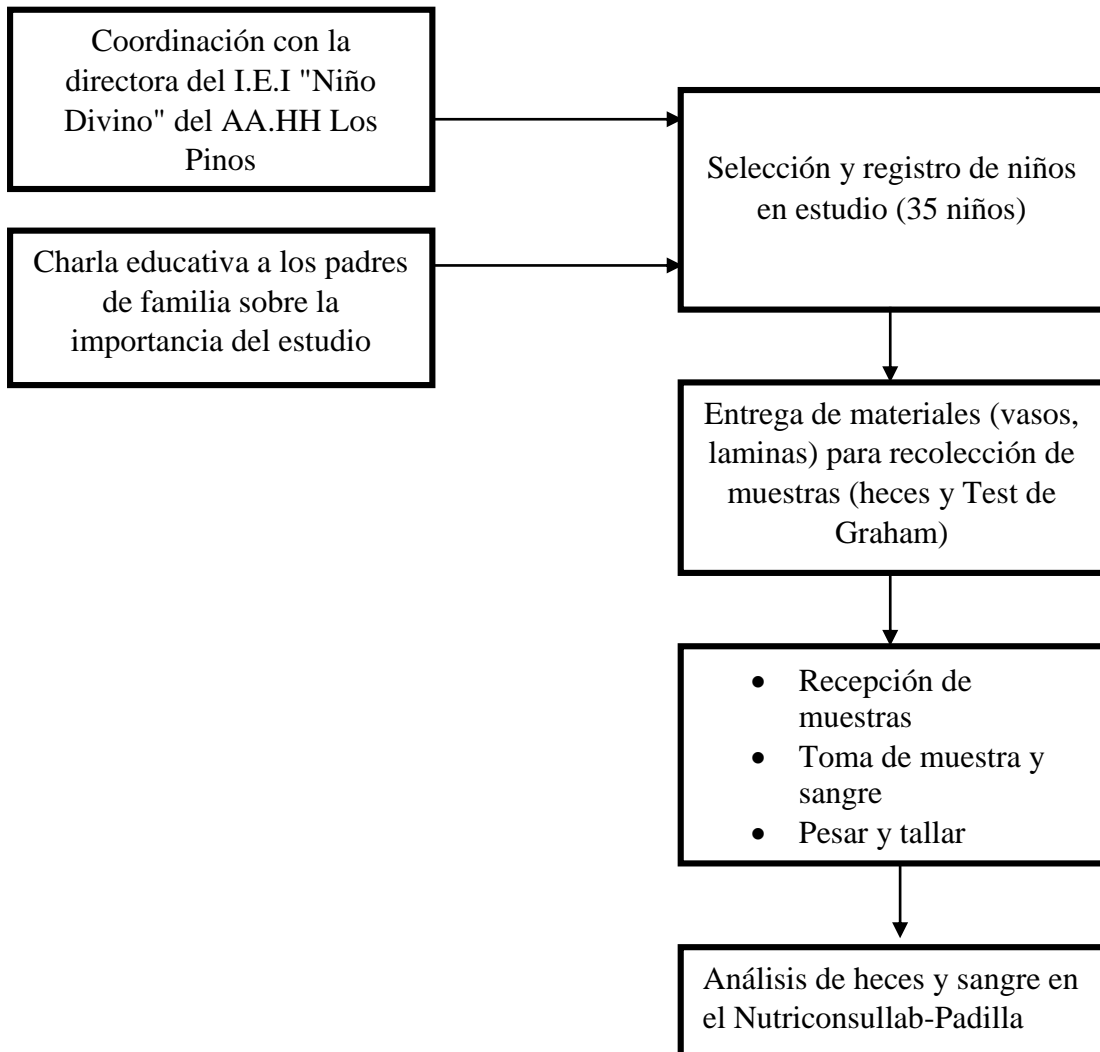 Coordinación con la
directora del I.E.I "Niño
Divino" del AA.HH Los
Pinos
Charla educativa a los padres
de familia sobre la
importancia del estudio
Selección y registro de niños
en estudio (35 niños)
Entrega de materiales (vasos,
laminas) para recolección de
muestras (heces y Test de
Graham)
• Recepción de
muestras
• Toma de muestra y
sangre
• Pesar y tallar
Análisis de heces y sangre en
el Nutriconsullab-Padilla